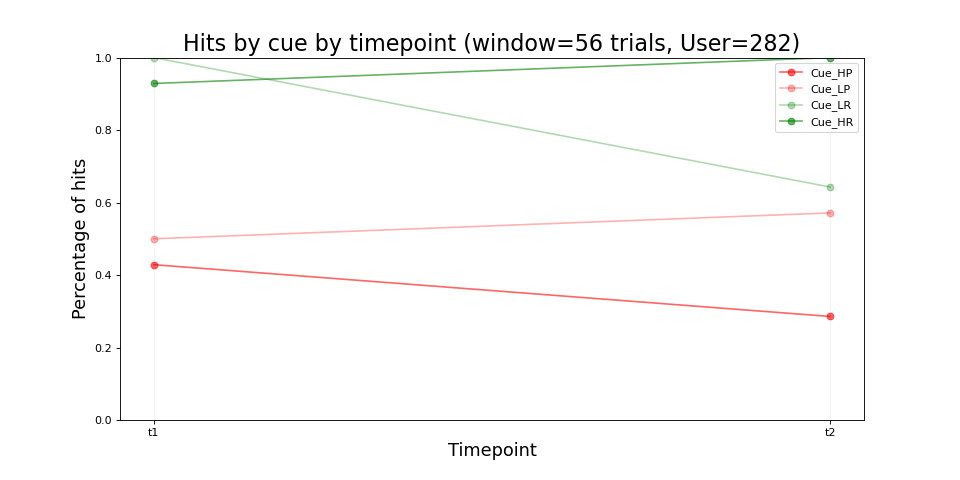 Hits by cue by timepoint (window=56 trials, User=282)
Percentage of hits
1.0
0.8
0.6
0.4
0.2
0.0
Cue_HP
Cue_LP
Cue_LR
Cue_HR
t1
t2
Timepoint